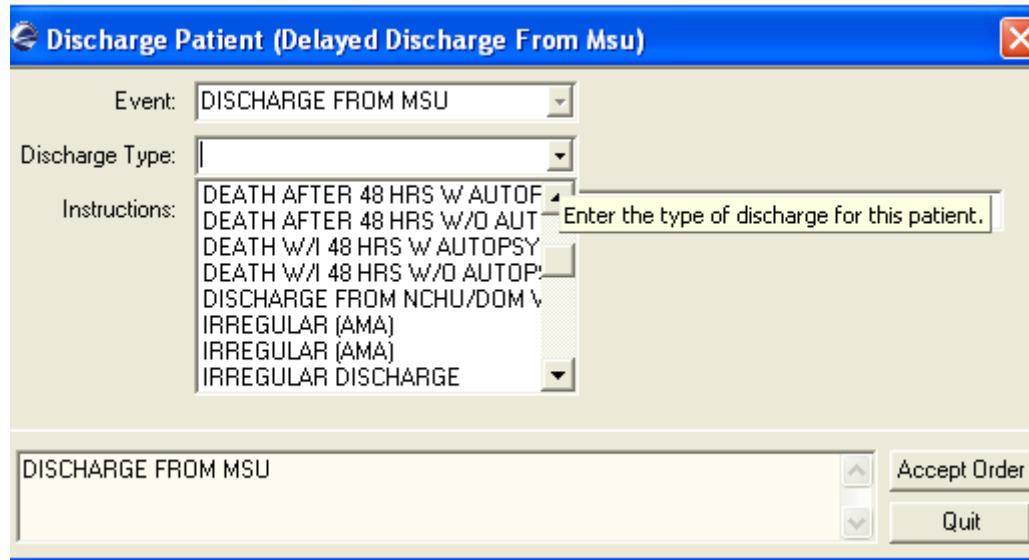 Discharge Patient (Delayed Discharge From Msu)
Event: DISCHARGE FROM MSU
Discharge Type:
Instructions:
DEATH AFTER 48 HRS W AUTOP
DEATH AFTER 48 HRS W/O AUT
DEATH W/I 48 HRS W AUTOPSY
DEATH W/I 48 HRS W/O AUTOPS
DISCHARGE FROM NCHU/DOM V
IRREGULAR (AMA)
IRREGULAR (AMA)
IRREGULAR DISCHARGE
Enter the type of discharge for this patient.
DISCHARGE FROM MSU
Accept Order
Quit